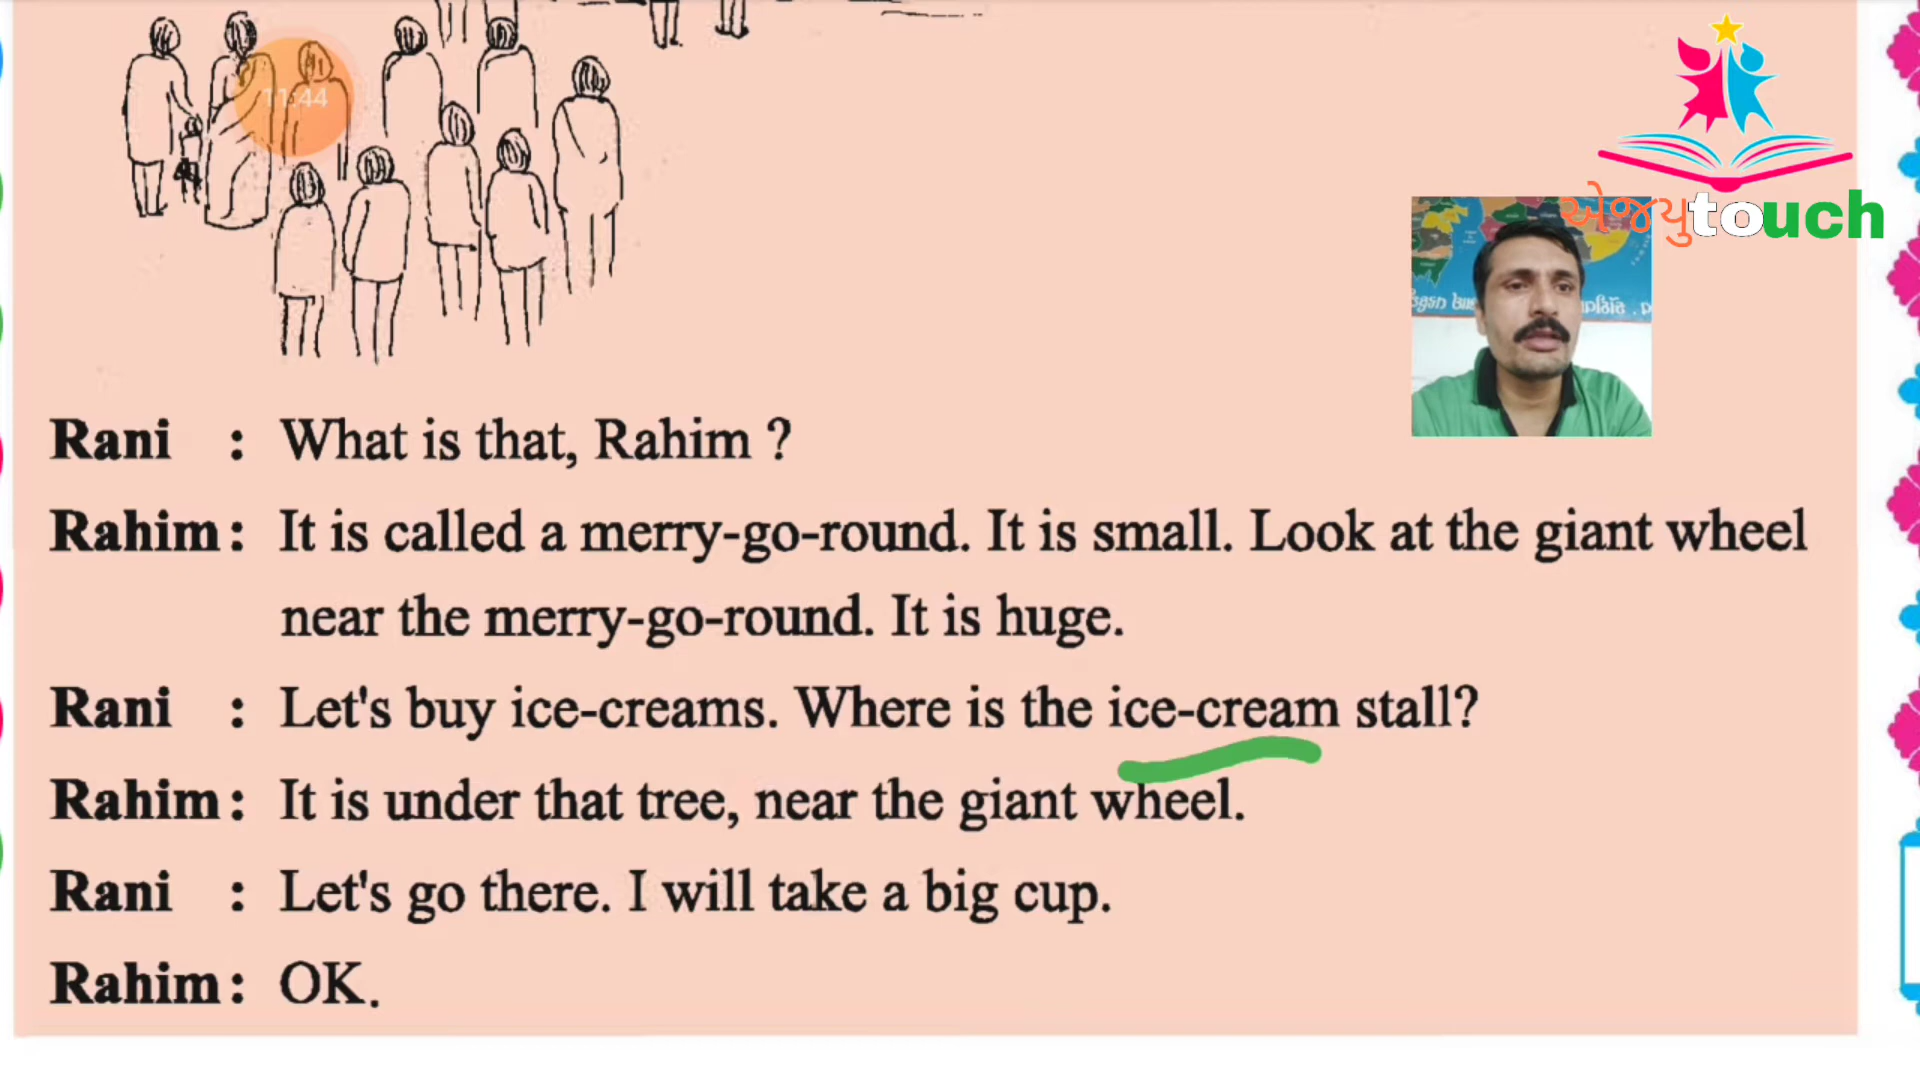 11:44
એજ્યુtouch
Rani : What is that, Rahim ?
Rahim : It is called a merry-go-round. It is small. Look at the giant wheel
near the merry-go-round. It is huge.
Rani : Let's buy ice-creams. Where is the ice-cream stall?
Rahim : It is under that tree, near the giant wheel.
Rani : Let's go there. I will take a big cup.
Rahim : OK.